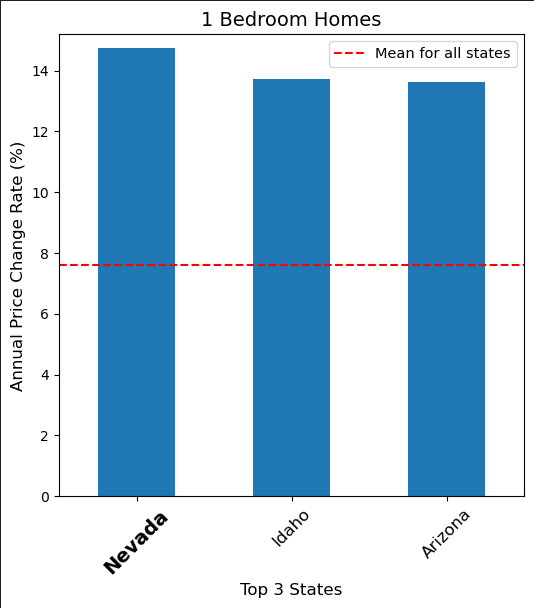 1 Bedroom Homes
Mean for all states
Annual Price Change Rate (%)
14
12
10
8
6
4
2
0
Nevada
Idaho
Arizona
Top 3 States